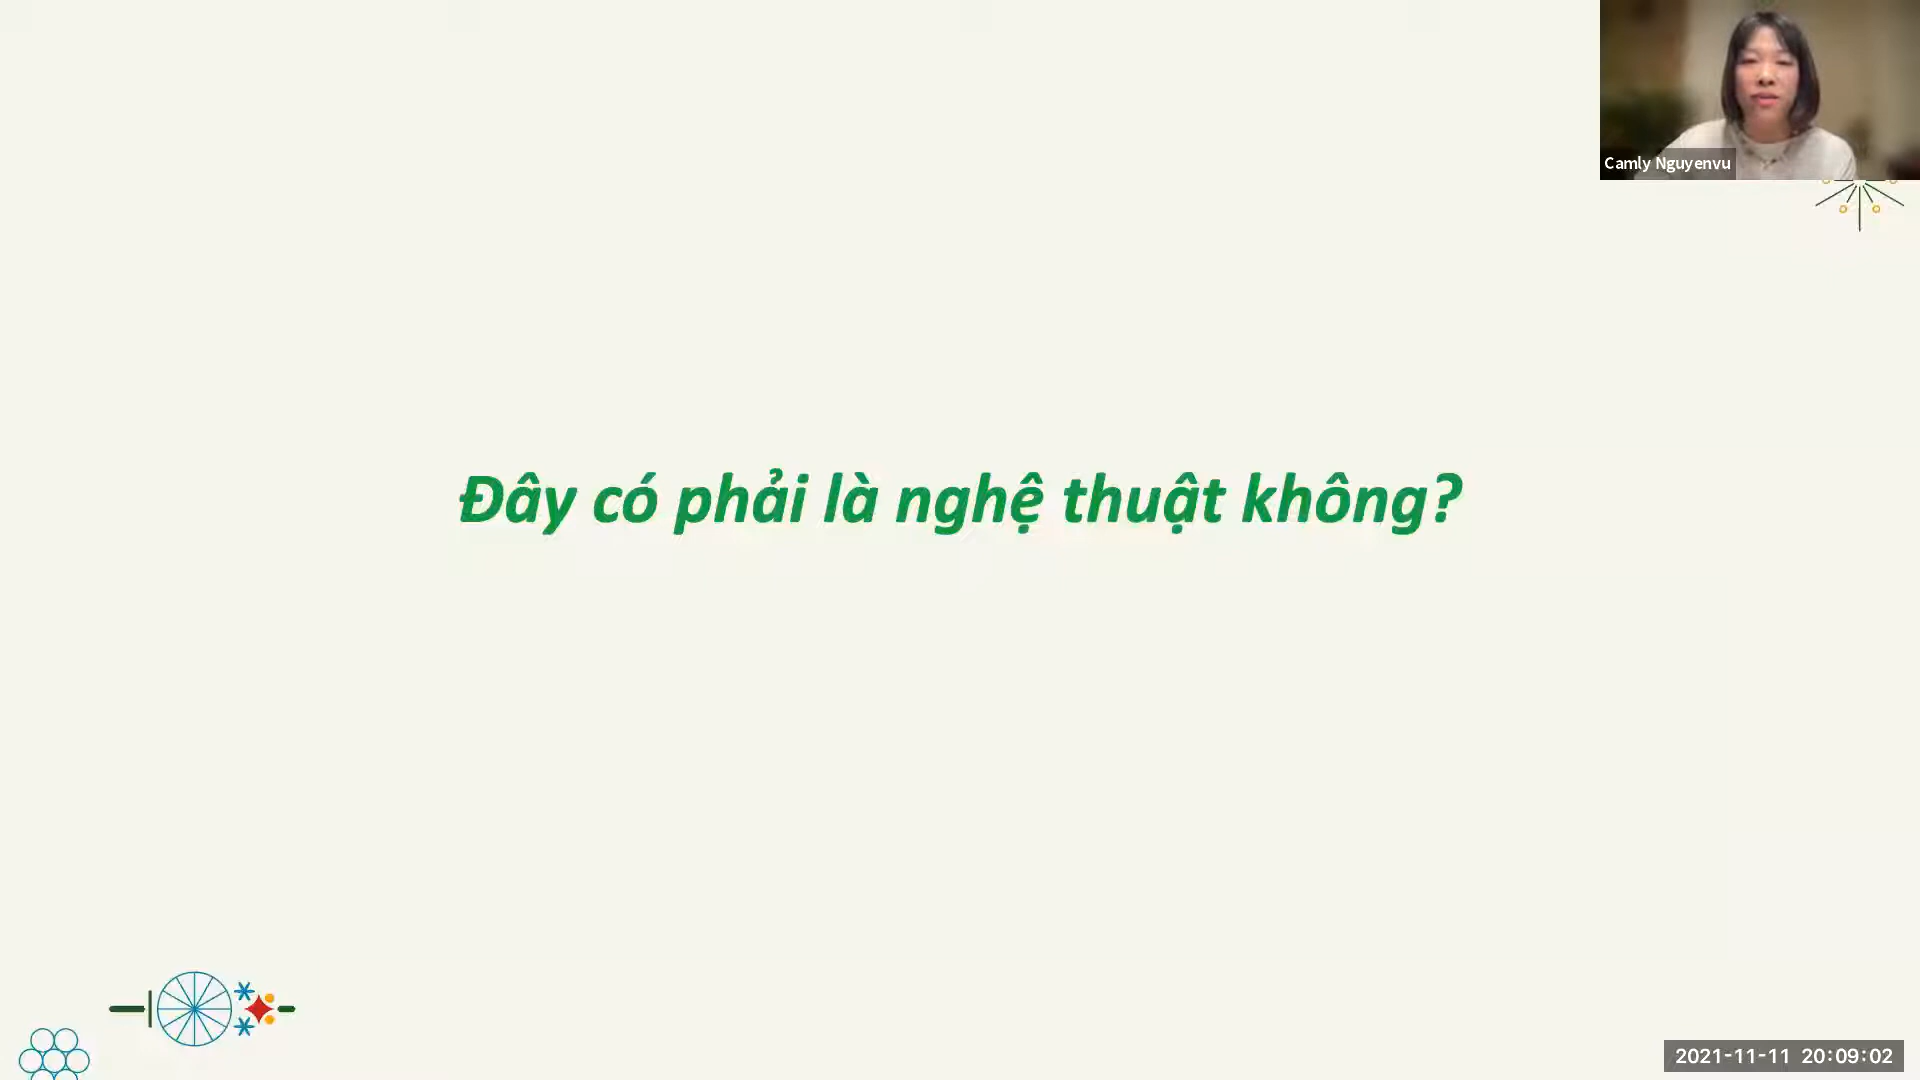 Camly Nguyenvu
Đây có phải là nghệ thuật không?
2021-11-11 20:09:02